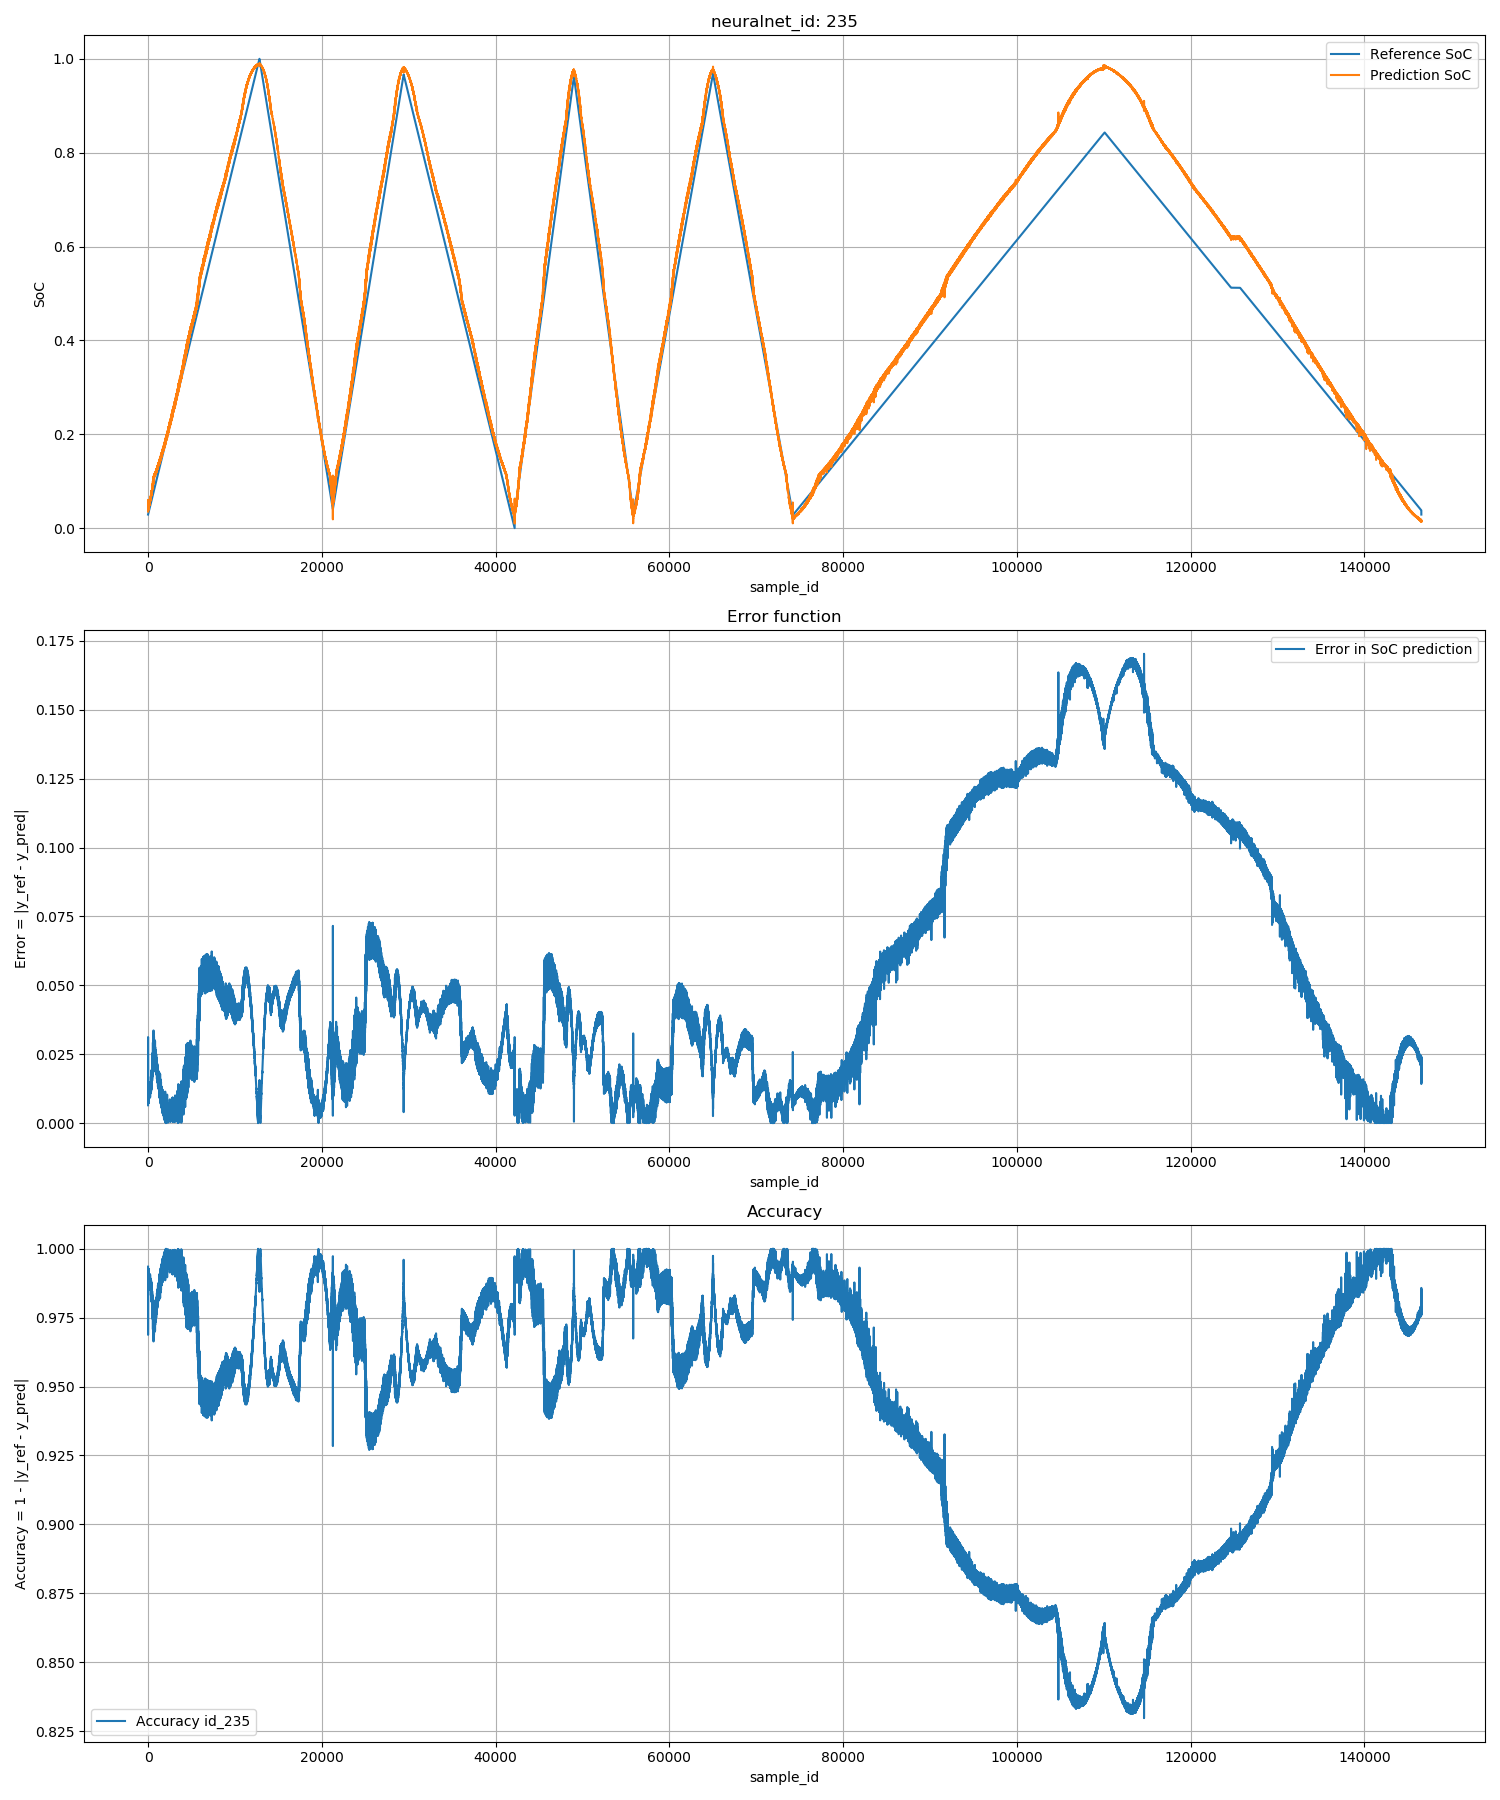 neuralnet_id: 235
Reference SoC
Prediction SoC
SoC
1.0
0.8
0.6
0.4
0.2
0.0
0 20000 40000 60000 80000 100000 120000 140000
sample_id
Error function
Error in SoC prediction
Error = |y_ref - y_pred|
0.175
0.150
0.125
0.100
0.075
0.050
0.025
0.000
0 20000 40000 60000 80000 100000 120000 140000
sample_id
Accuracy
Accuracy = 1 - |y_ref - y_pred|
1.000
0.975
0.950
0.925
0.900
0.875
0.850
0.825
Accuracy id_235
0 20000 40000 60000 80000 100000 120000 140000
sample_id